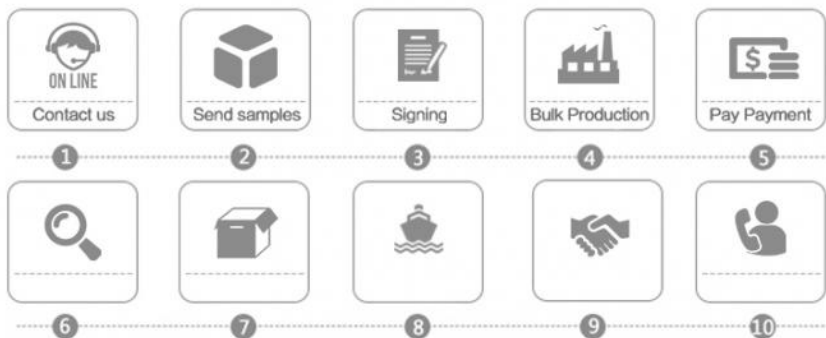 ON LINE
Contact us
Send samples
Signing
$
Bulk Production
Pay Payment
1 2 3 4 5
6 7 8 9 10